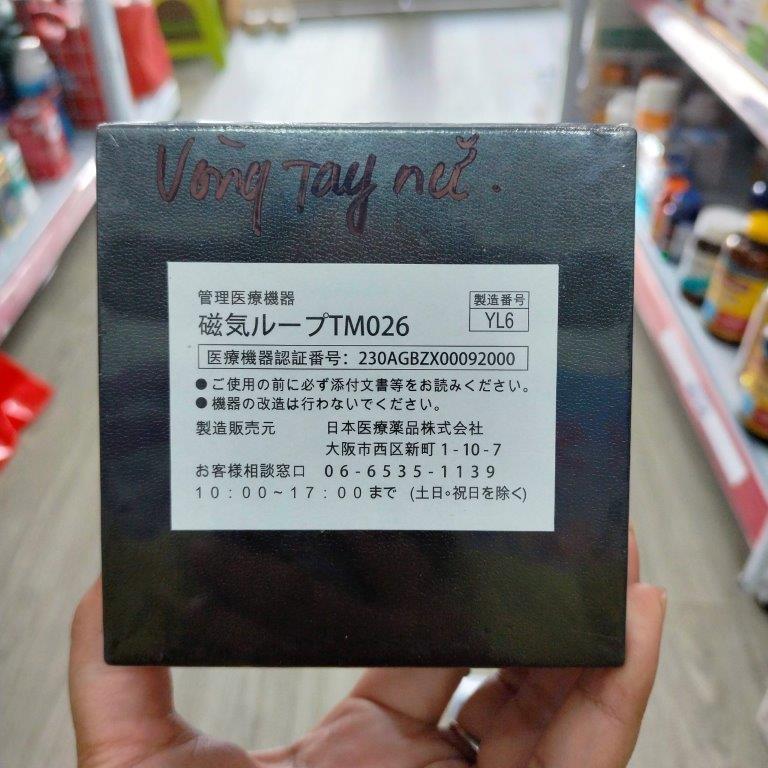 Vòng Tay nữ.
管理医療機器
磁気ループTM026
製造番号
YL6
医療機器認証番号：230AGBZX00092000
●ご使用の前に必ず添付文書等をお読みください。
●機器の改造は行わないでください。
製造販売元 日本医療薬品株式会社
大阪市西区新町1-10-7
お客様相談窓口 06-6535-1139
10：00～17：00まで (土日・祝日を除く)